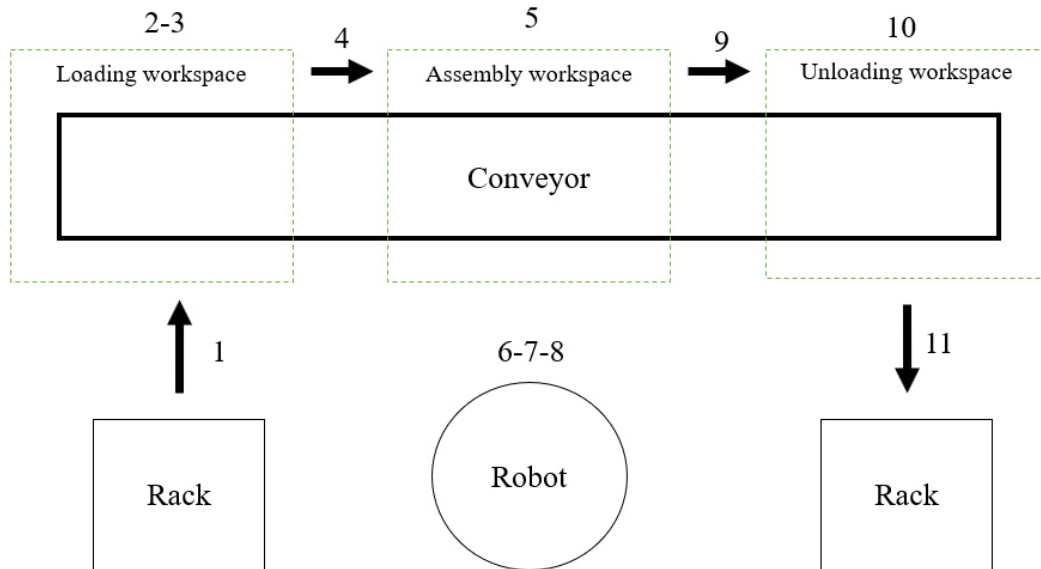 2-3
4
5
9
10
Loading workspace
Assembly workspace
Unloading workspace
Conveyor
1
6-7-8
11
Rack
Robot
Rack